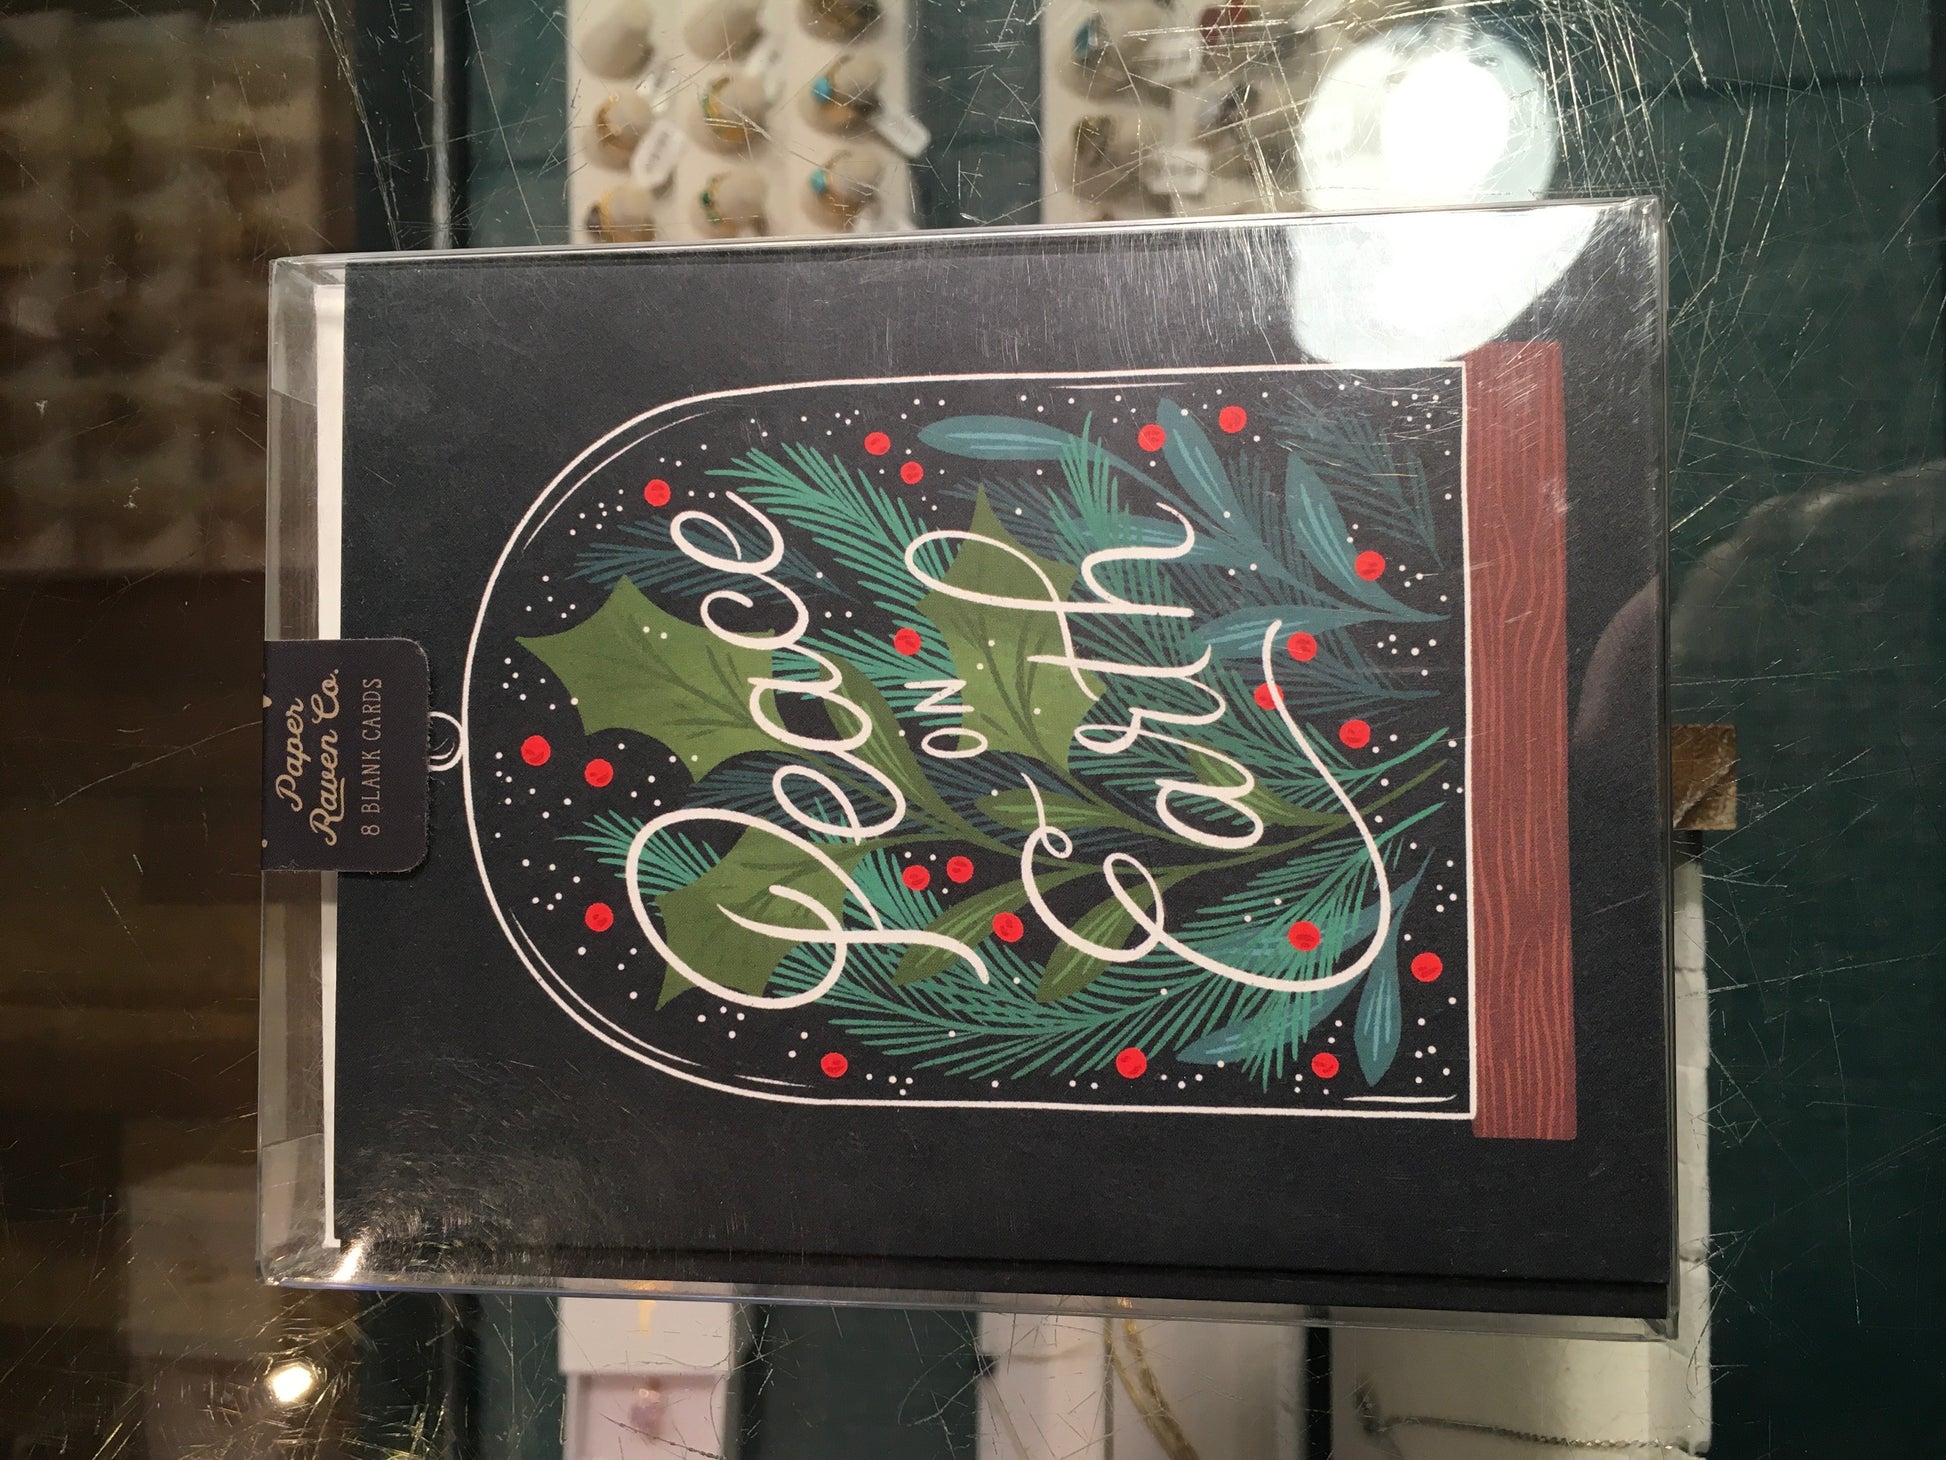 Paper
Raven Co.
8 BLANK CARDS
Peace
ON
Earth